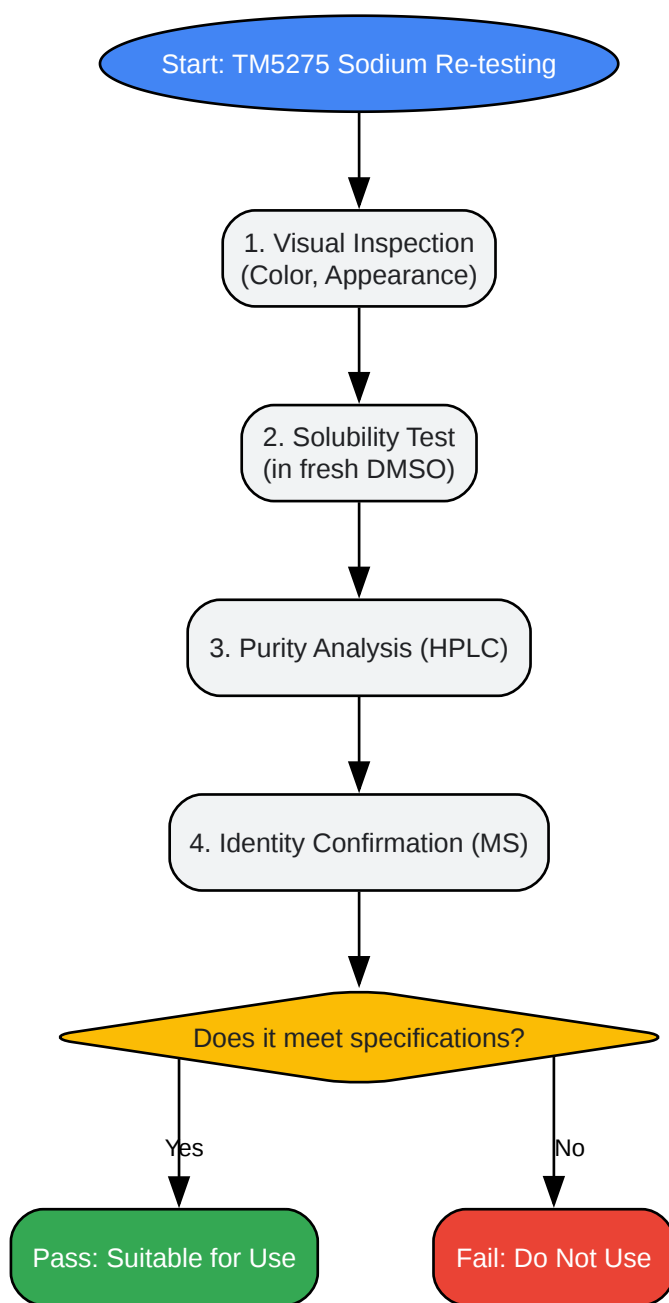 Start: TM5275 Sodium Re-testing
1. Visual Inspection
(Color, Appearance)
2. Solubility Test
(in fresh DMSO)
3. Purity Analysis (HPLC)
4. Identity Confirmation (MS)
Does it meet specifications?
Yes
No
Pass: Suitable for Use
Fail: Do Not Use